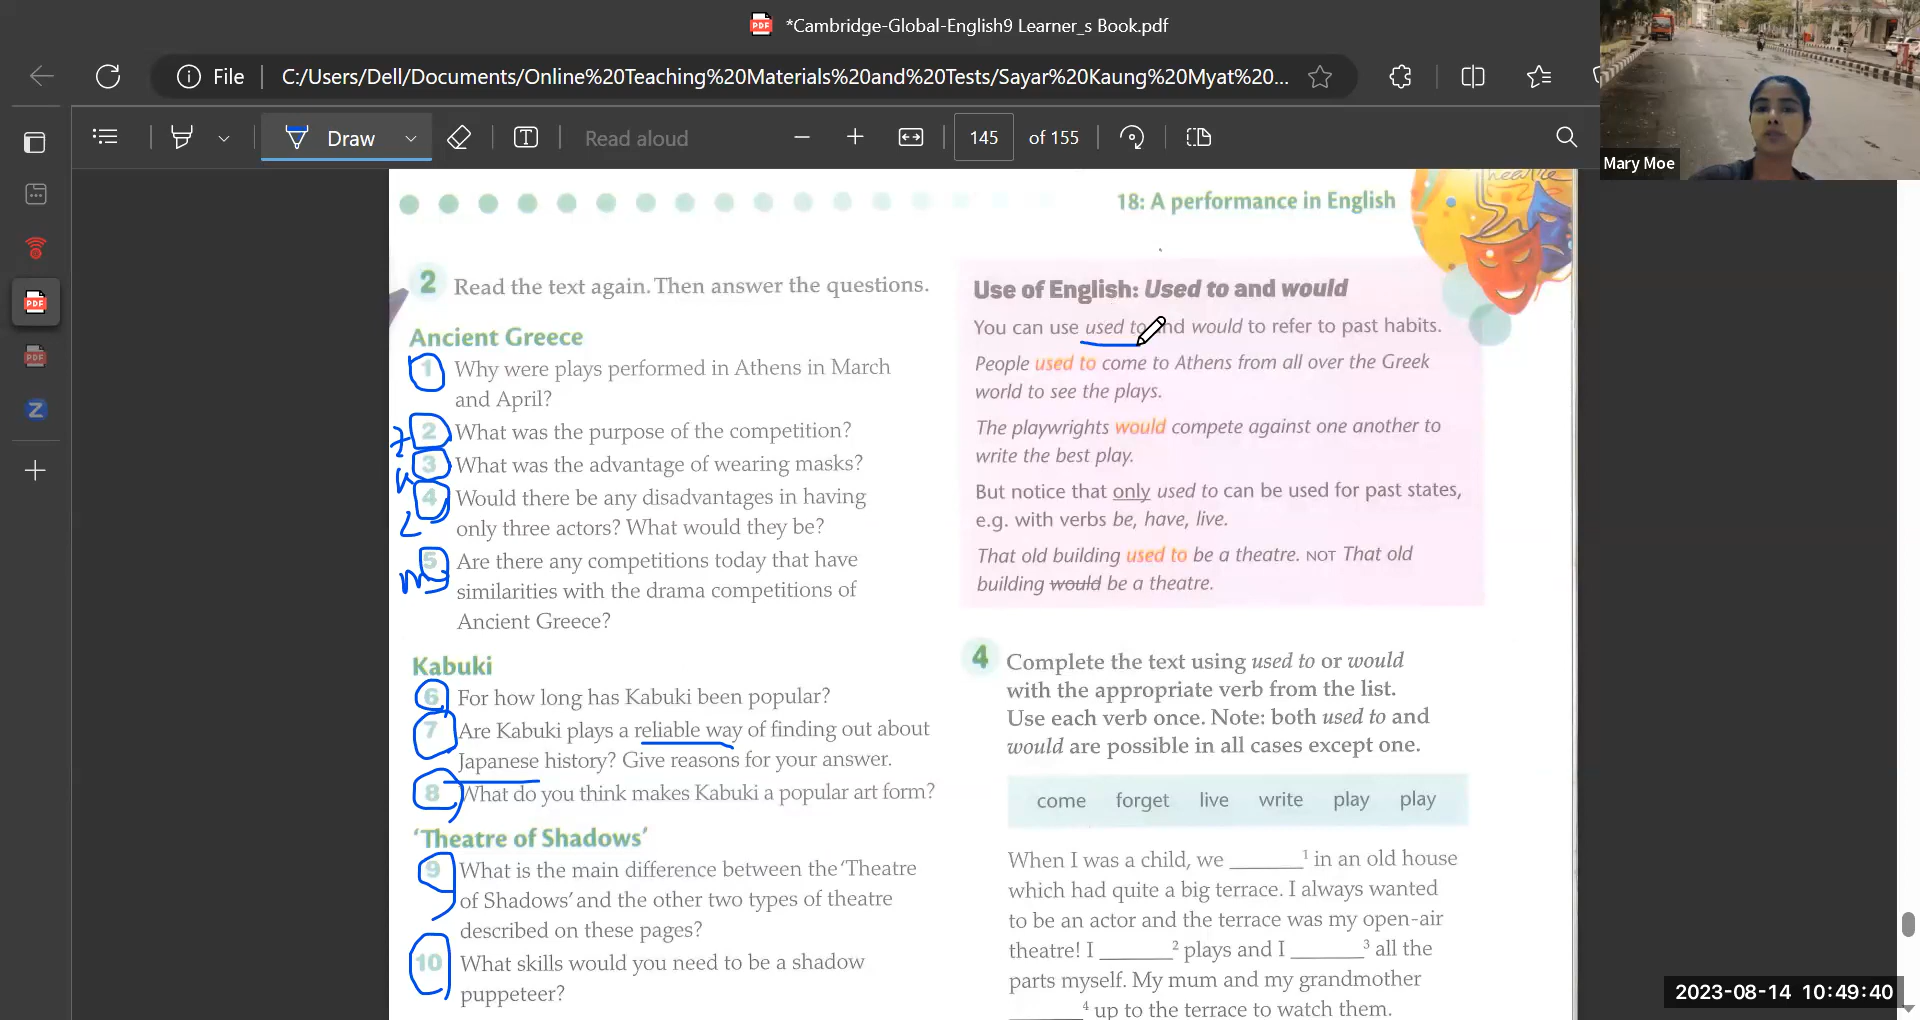 *Cambridge-Global-English9 Learner_s Book.pdf
File
C:/Users/Dell/Documents/Online%20Teaching%20Materials%20and%20Tests/Sayar%20Kaung%20Myat%20...
Draw
Read aloud
145 of 155
Mary Moe
18: A performance in English
2 Read the text again. Then answer the questions.
Ancient Greece
1 Why were plays performed in Athens in March
and April?
2 What was the purpose of the competition?
3 What was the advantage of wearing masks?
4 Would there be any disadvantages in having
only three actors? What would they be?
5 Are there any competitions today that have
similarities with the drama competitions of
Ancient Greece?
Kabuki
6 For how long has Kabuki been popular?
7 Are Kabuki plays a reliable way of finding out about
Japanese history? Give reasons for your answer.
8 What do you think makes Kabuki a popular art form?
'Theatre of Shadows'
9 What is the main difference between the 'Theatre
of Shadows' and the other two types of theatre
described on these pages?
10 What skills would you need to be a shadow
puppeteer?
Use of English: Used to and would
You can use used to and would to refer to past habits.
People used to come to Athens from all over the Greek
world to see the plays.
The playwrights would compete against one another to
write the best play.
But notice that only used to can be used for past states,
e.g. with verbs be, have, live.
That old building used to be a theatre. NOT That old
building would be a theatre.
4 Complete the text using used to or would
with the appropriate verb from the list.
Use each verb once. Note: both used to and
would are possible in all cases except one.
come forget live write play play
When I was a child, we _______ 1 in an old house
which had quite a big terrace. I always wanted
to be an actor and the terrace was my open-air
theatre! I _______ 2 plays and I _______ 3 all the
parts myself. My mum and my grandmother
_______ 4 up to the terrace to watch them.
2023-08-14 10:49:40